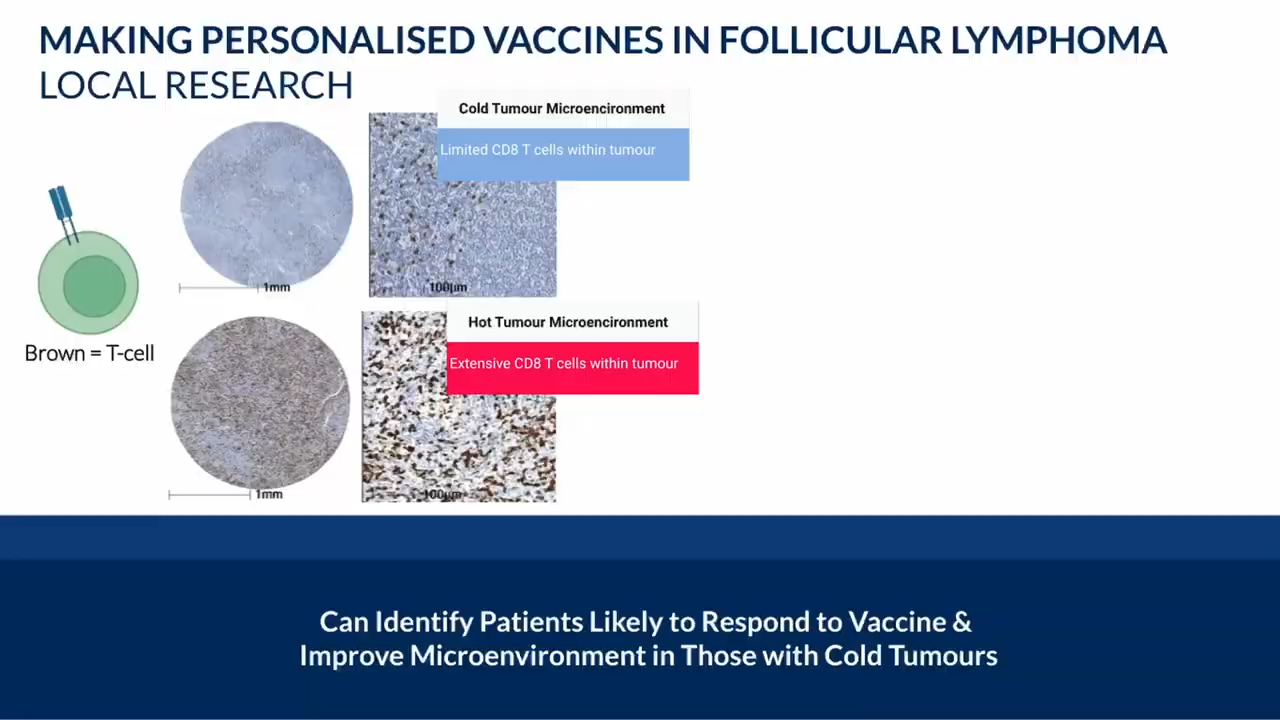 MAKING PERSONALISED VACCINES IN FOLLICULAR LYMPHOMA
LOCAL RESEARCH
Cold Tumour Microencironment
Limited CD8 T cells within tumour
1mm
100µm
Brown = T-cell
Hot Tumour Microencironment
Extensive CD8 T cells within tumour
1mm
100µm
Can Identify Patients Likely to Respond to Vaccine &
Improve Microenvironment in Those with Cold Tumours